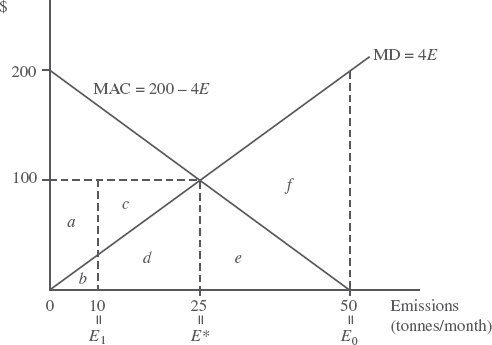 $
MD = 4E
200
MAC = 200 – 4E
100
f
c
a
d
e
b
0 10 25 50 Emissions
(tonnes/month)
= = =
E₁ E* E₀